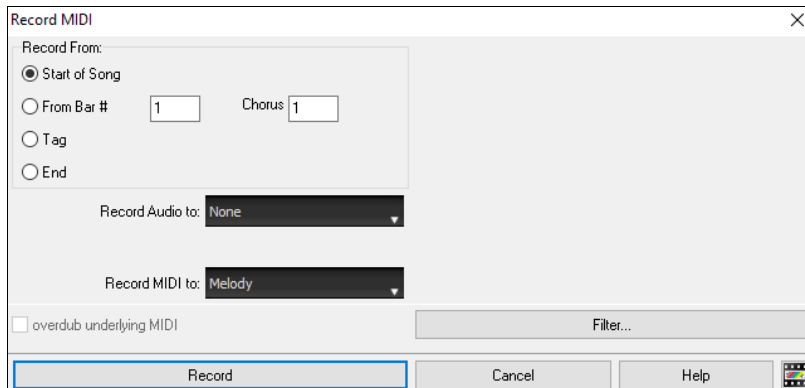 Record MIDI
Record From:
Start of Song
From Bar # 1 Chorus 1
Tag
End
Record Audio to: None
Record MIDI to: Melody
overdub underlying MIDI Filter...
Record Cancel Help